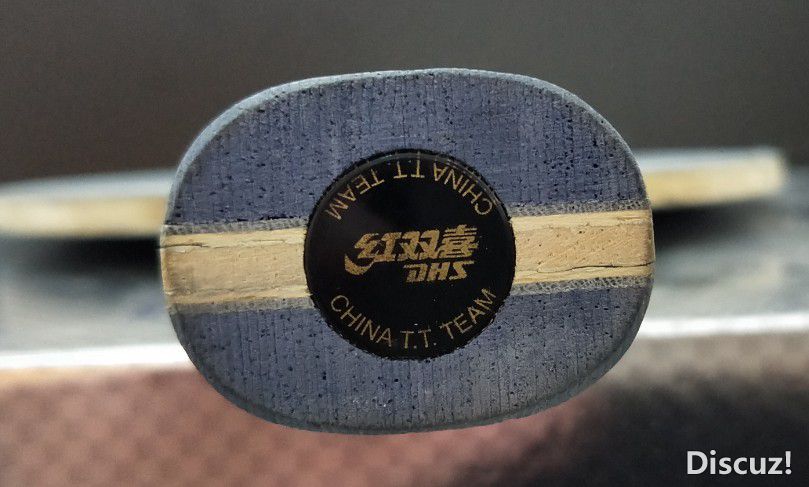 CHINA T.T. TEAM
红双喜
DHS
CHINA T.T. TEAM
Discuz!